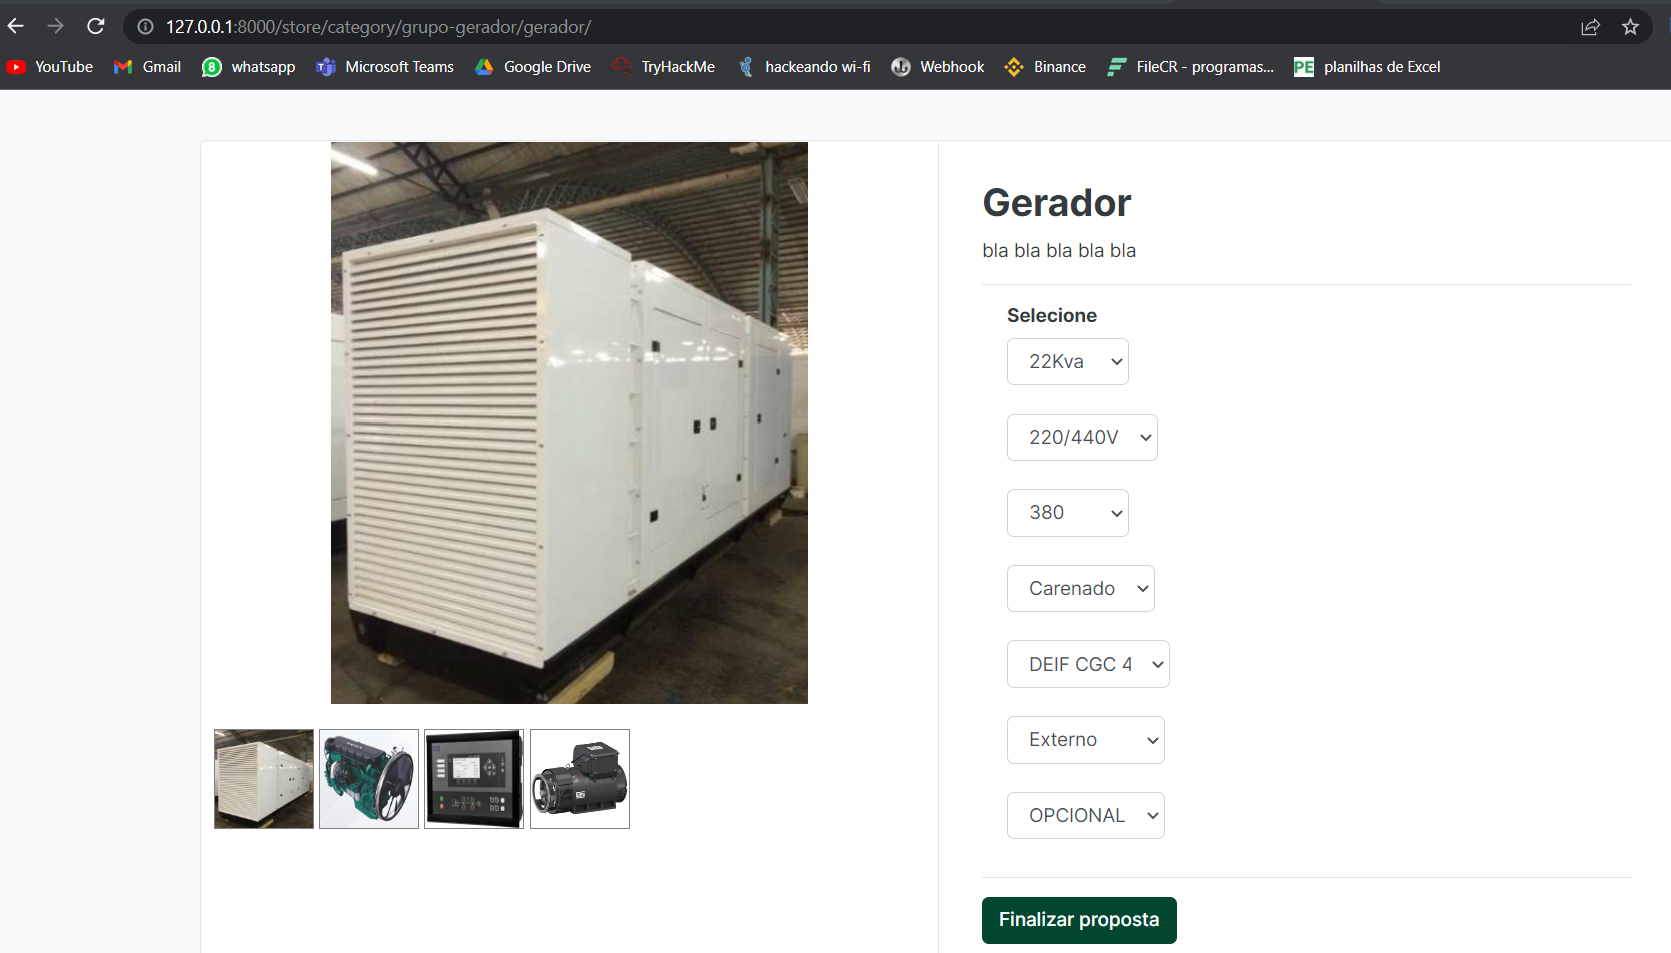 127.0.0.1:8000/store/category/grupo-gerador/gerador/
YouTube Gmail 8 whatsapp Microsoft Teams Google Drive TryHackMe hackeando wi-fi Webhook Binance FileCR - programas... PE planilhas de Excel
Gerador
bla bla bla bla bla
Selecione
22Kva
220/440V
380
Carenado
DEIF CGC 4
Externo
OPCIONAL
Finalizar proposta